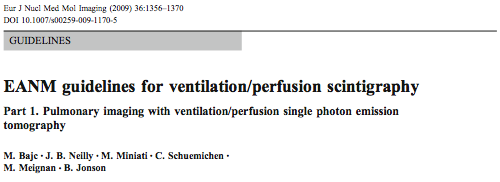 Eur J Nucl Med Mol Imaging (2009) 36:1356–1370
DOI 10.1007/s00259-009-1170-5
GUIDELINES
EANM guidelines for ventilation/perfusion scintigraphy
Part 1. Pulmonary imaging with ventilation/perfusion single photon emission
tomography
M. Bajc · J. B. Neilly · M. Miniati · C. Schuemichen ·
M. Meignan · B. Jonson